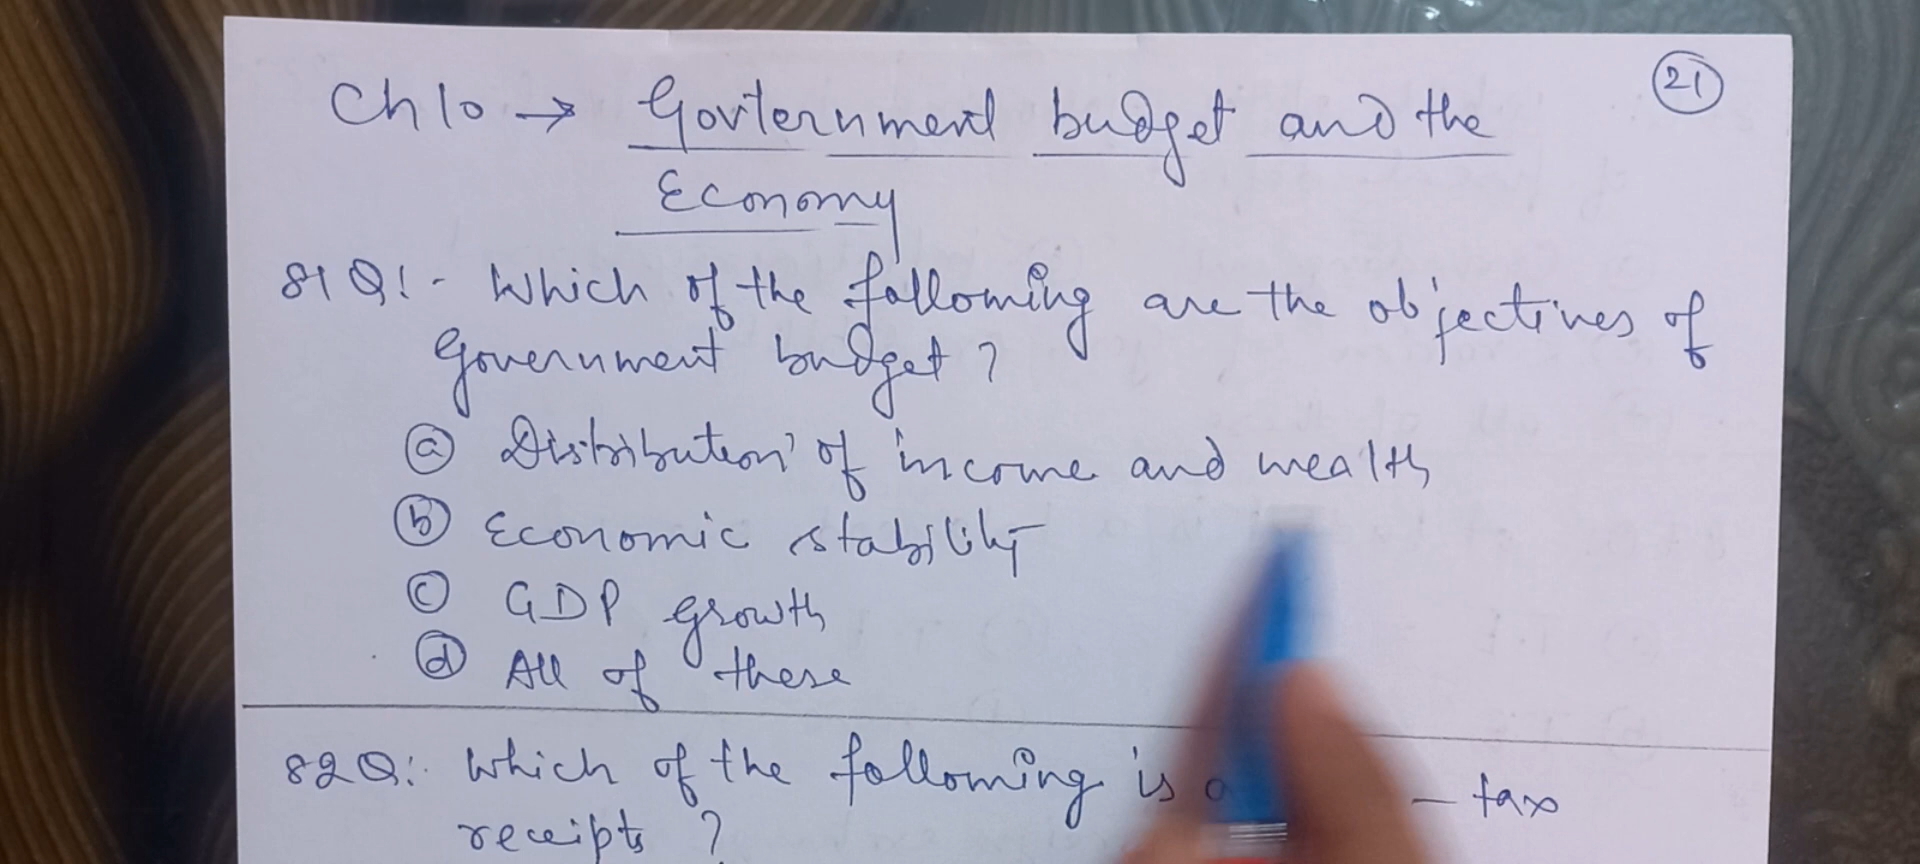 21
Ch 10 → Govternment budget and the
Economy
81 Q:- Which of the following are the objectives of
Government budget?
(a) Distribution of income and wealth
(b) Economic stability
(c) GDP growth
(d) All of these
82 Q: Which of the following is a – tax
receipts ?